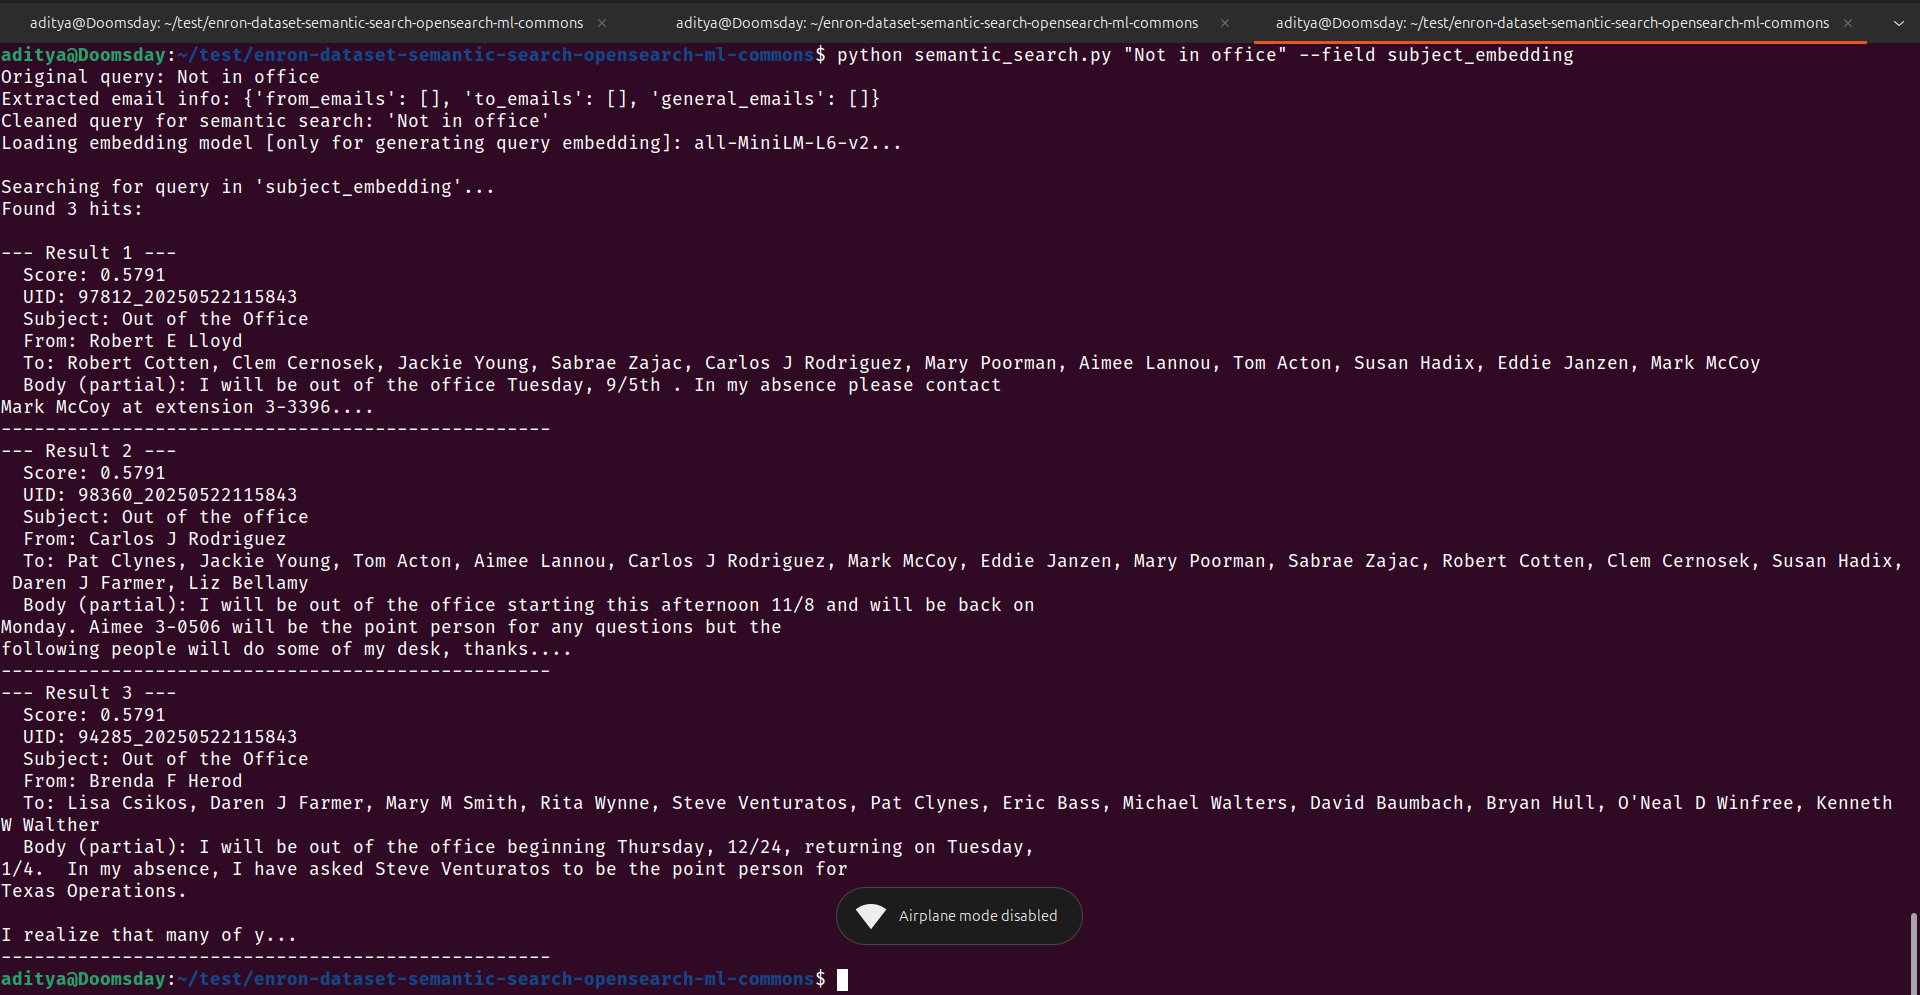 aditya@Doomsday: ~/test/enron-dataset-semantic-search-opensearch-ml-commons
aditya@Doomsday: ~/enron-dataset-semantic-search-opensearch-ml-commons
aditya@Doomsday: ~/test/enron-dataset-semantic-search-opensearch-ml-commons
aditya@Doomsday:~/test/enron-dataset-semantic-search-opensearch-ml-commons$ python semantic_search.py "Not in office" --field subject_embedding
Original query: Not in office
Extracted email info: {'from_emails': [], 'to_emails': [], 'general_emails': []}
Cleaned query for semantic search: 'Not in office'
Loading embedding model [only for generating query embedding]: all-MiniLM-L6-v2...
Searching for query in 'subject_embedding'...
Found 3 hits:
--- Result 1 ---
Score: 0.5791
UID: 97812_20250522115843
Subject: Out of the Office
From: Robert E Lloyd
To: Robert Cotten, Clem Cernosek, Jackie Young, Sabrae Zajac, Carlos J Rodriguez, Mary Poorman, Aimee Lannou, Tom Acton, Susan Hadix, Eddie Janzen, Mark McCoy
Body (partial): I will be out of the office Tuesday, 9/5th . In my absence please contact
Mark McCoy at extension 3-3396....
--------------------------------------------------
--- Result 2 ---
Score: 0.5791
UID: 98360_20250522115843
Subject: Out of the office
From: Carlos J Rodriguez
To: Pat Clynes, Jackie Young, Tom Acton, Aimee Lannou, Carlos J Rodriguez, Mark McCoy, Eddie Janzen, Mary Poorman, Sabrae Zajac, Robert Cotten, Clem Cernosek, Susan Hadix,
Daren J Farmer, Liz Bellamy
Body (partial): I will be out of the office starting this afternoon 11/8 and will be back on
Monday. Aimee 3-0506 will be the point person for any questions but the
following people will do some of my desk, thanks....
--------------------------------------------------
--- Result 3 ---
Score: 0.5791
UID: 94285_20250522115843
Subject: Out of the Office
From: Brenda F Herod
To: Lisa Csikos, Daren J Farmer, Mary M Smith, Rita Wynne, Steve Venturatos, Pat Clynes, Eric Bass, Michael Walters, David Baumbach, Bryan Hull, O'Neal D Winfree, Kenneth
W Walther
Body (partial): I will be out of the office beginning Thursday, 12/24, returning on Tuesday,
1/4.  In my absence, I have asked Steve Venturatos to be the point person for
Texas Operations.
Airplane mode disabled
I realize that many of y...
--------------------------------------------------
aditya@Doomsday:~/test/enron-dataset-semantic-search-opensearch-ml-commons$